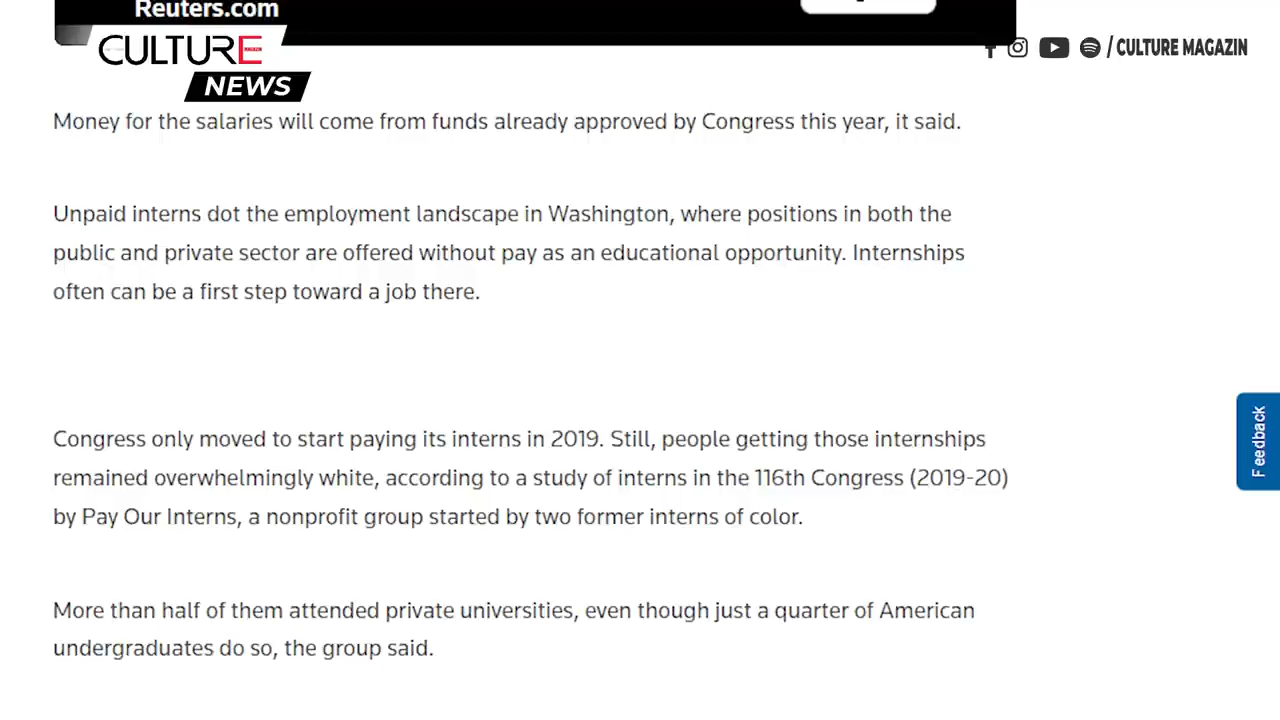 Reuters.com
CULTURE
NEWS
/ CULTURE MAGAZIN
Money for the salaries will come from funds already approved by Congress this year, it said.
Unpaid interns dot the employment landscape in Washington, where positions in both the
public and private sector are offered without pay as an educational opportunity. Internships
often can be a first step toward a job there.
Congress only moved to start paying its interns in 2019. Still, people getting those internships
remained overwhelmingly white, according to a study of interns in the 116th Congress (2019-20)
by Pay Our Interns, a nonprofit group started by two former interns of color.
Feedback
More than half of them attended private universities, even though just a quarter of American
undergraduates do so, the group said.